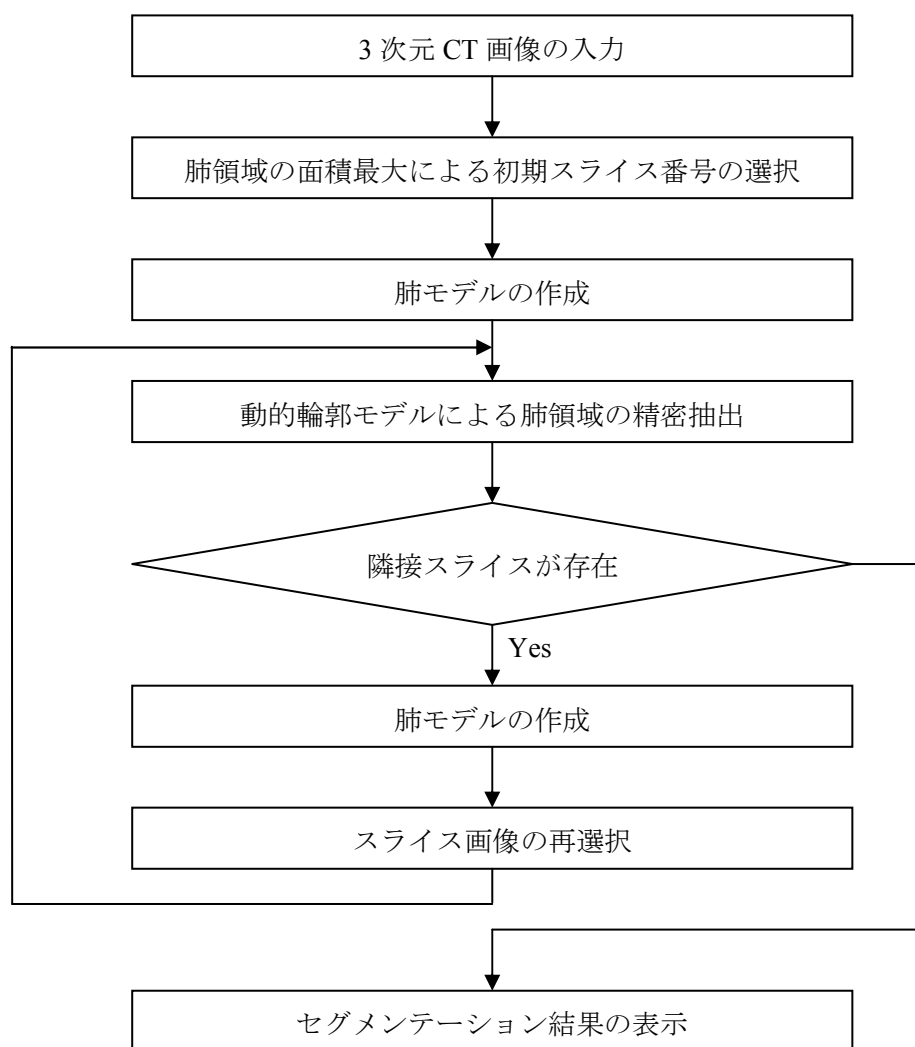 3 次元 CT 画像の入力
肺領域の面積最大による初期スライス番号の選択
肺モデルの作成
動的輪郭モデルによる肺領域の精密抽出
隣接スライスが存在
Yes
肺モデルの作成
スライス画像の再選択
セグメンテーション結果の表示